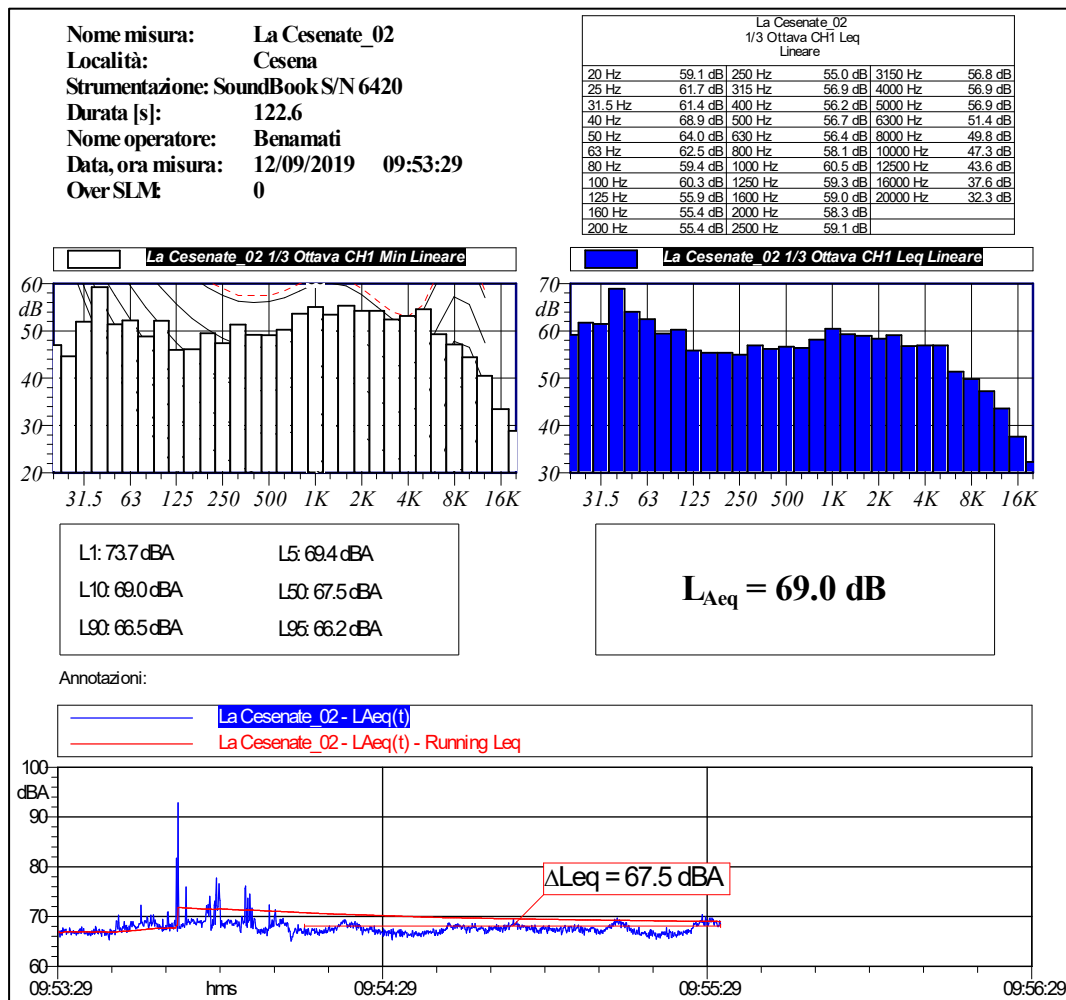 Nome misura: La Cesenate_02
Località: Cesena
Strumentazione: SoundBook S/N 6420
Durata [s]: 122.6
Nome operatore: Benamati
Data, ora misura: 12/09/2019 09:53:29
Over SLM: 0
La Cesenate_02
1/3 Ottava CH1 Leq
Lineare
20 Hz 59.1 dB 250 Hz 55.0 dB 3150 Hz 56.8 dB
25 Hz 61.7 dB 315 Hz 56.9 dB 4000 Hz 56.9 dB
31.5 Hz 61.4 dB 400 Hz 56.2 dB 5000 Hz 56.9 dB
40 Hz 68.9 dB 500 Hz 56.7 dB 6300 Hz 51.4 dB
50 Hz 64.0 dB 630 Hz 56.4 dB 8000 Hz 49.8 dB
63 Hz 62.5 dB 800 Hz 58.1 dB 10000 Hz 47.3 dB
80 Hz 59.4 dB 1000 Hz 60.5 dB 12500 Hz 43.6 dB
100 Hz 60.3 dB 1250 Hz 59.3 dB 16000 Hz 37.6 dB
125 Hz 55.9 dB 1600 Hz 59.0 dB 20000 Hz 32.3 dB
160 Hz 55.4 dB 2000 Hz 58.3 dB
200 Hz 55.4 dB 2500 Hz 59.1 dB
La Cesenate_02 1/3 Ottava CH1 Min Lineare
60
dB
50
40
30
20
31.5 63 125 250 500 1K 2K 4K 8K 16K
La Cesenate_02 1/3 Ottava CH1 Leq Lineare
70
dB
60
50
40
30
31.5 63 125 250 500 1K 2K 4K 8K 16K
L1: 73.7 dBA L5: 69.4 dBA
L10: 69.0 dBA L50: 67.5 dBA
L90: 66.5 dBA L95: 66.2 dBA
LAeq = 69.0 dB
Annotazioni:
La Cesenate_02 - LAeq(t)
La Cesenate_02 - LAeq(t) - Running Leq
100
dBA
90
80
70
60
ΔLeq = 67.5 dBA
09:53:29 hms 09:54:29 09:55:29 09:56:29